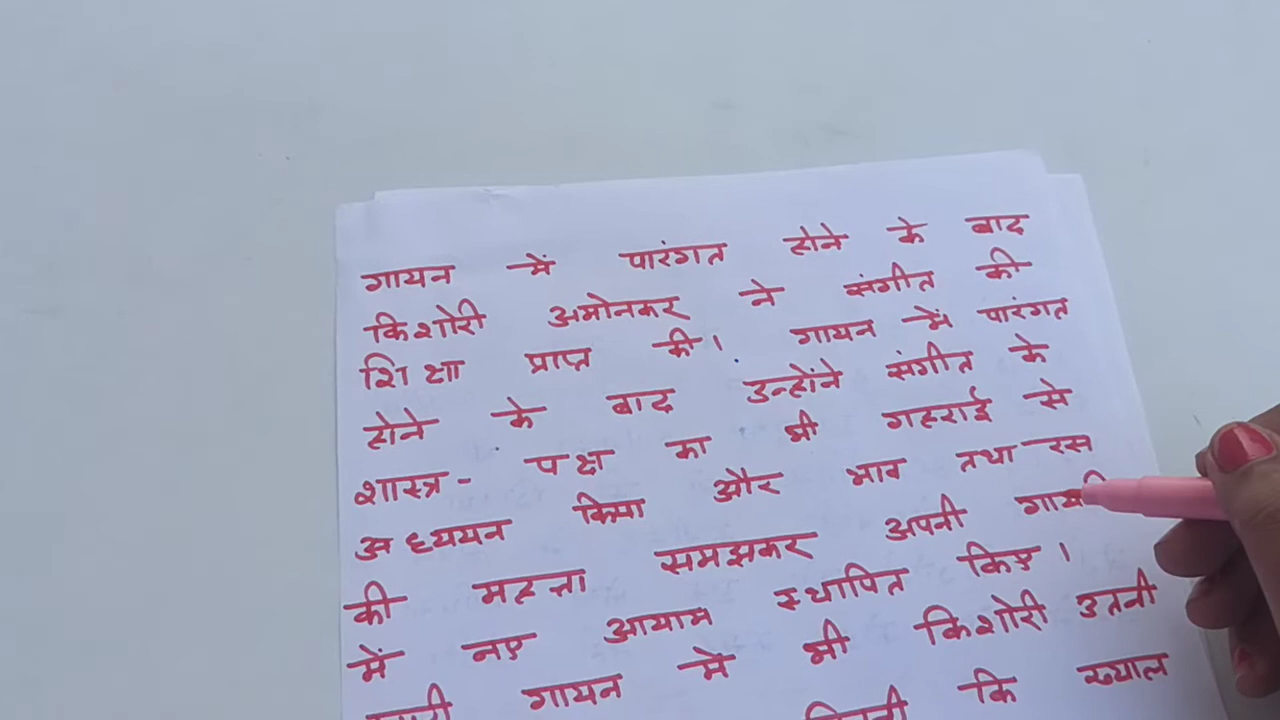 गायन में पारंगत होने के बाद
किशोरी अमोनकर ने संगीत की
शिक्षा प्राप्त की। गायन में पारंगत
होने के बाद उन्होंने संगीत के
शास्त्र- पक्ष का भी गहराई से
अध्ययन किया और भाव तथा रस
की महत्ता समझकर अपनी
में नए आयाम स्थापित किए।
गायन में भी किशोरी उतनी
कि ख्याल